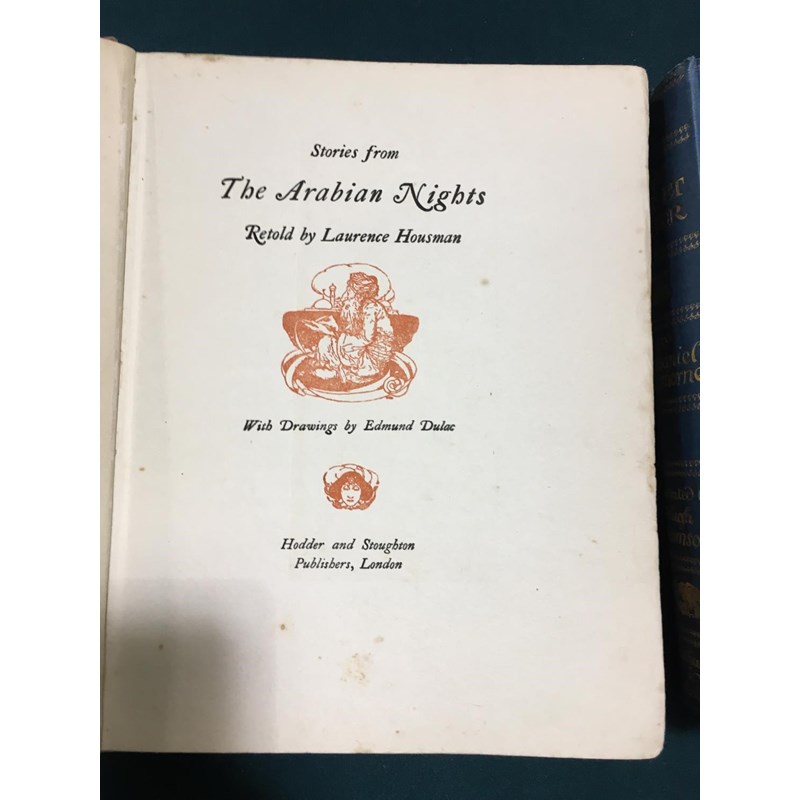 Stories from
The Arabian Nights
Retold by Laurence Housman
With Drawings by Edmund Dulac
Hodder and Stoughton
Publishers, London